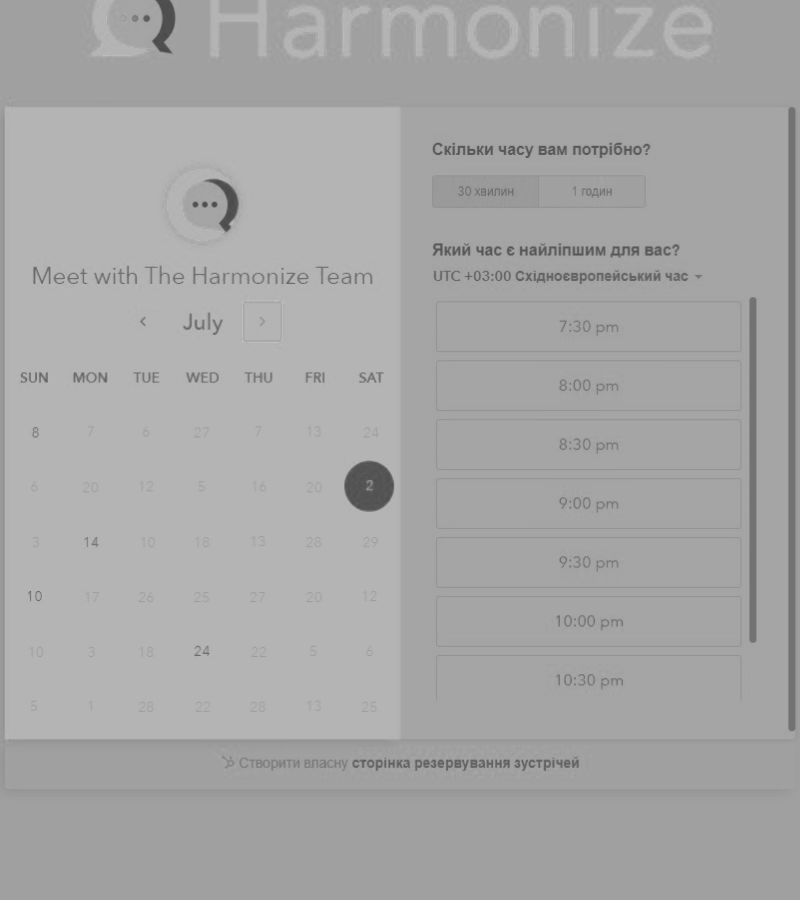 Harmonize
Meet with The Harmonize Team
July
SUN MON TUE WED THU FRI SAT
8 7 6 27 7 13 24
6 20 12 5 16 20 2
3 14 10 18 13 28 29
10 17 26 25 27 20 12
10 3 18 24 22 5 6
5 1 28 22 28 13 25
Скільки часу вам потрібно?
30 хвилин 1 годин
Який час є найліпшим для вас?
UTC +03:00 Східноєвропейський час
7:30 pm
8:00 pm
8:30 pm
9:00 pm
9:30 pm
10:00 pm
10:30 pm
Створити власну сторінка резервування зустрічей